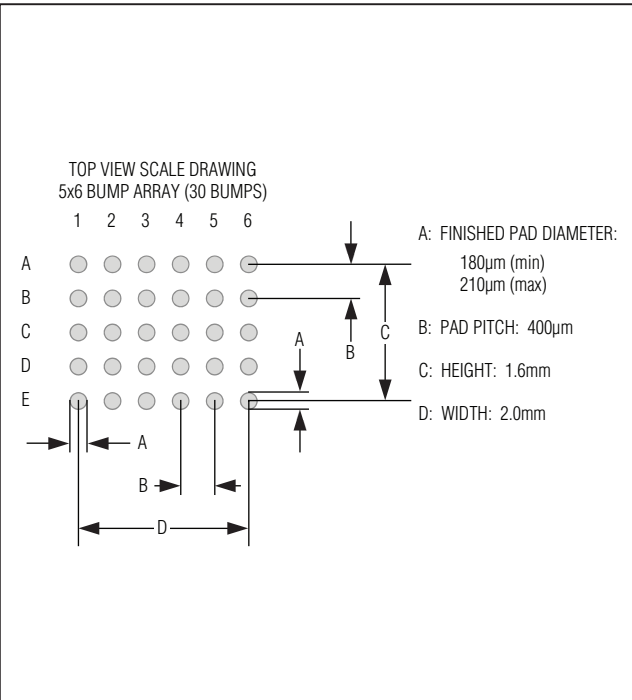 TOP VIEW SCALE DRAWING
5x6 BUMP ARRAY (30 BUMPS)
1 2 3 4 5 6
A
B
C
D
E
A
B
C
A
B
D
A: FINISHED PAD DIAMETER:
180µm (min)
210µm (max)
B: PAD PITCH: 400µm
C: HEIGHT: 1.6mm
D: WIDTH: 2.0mm